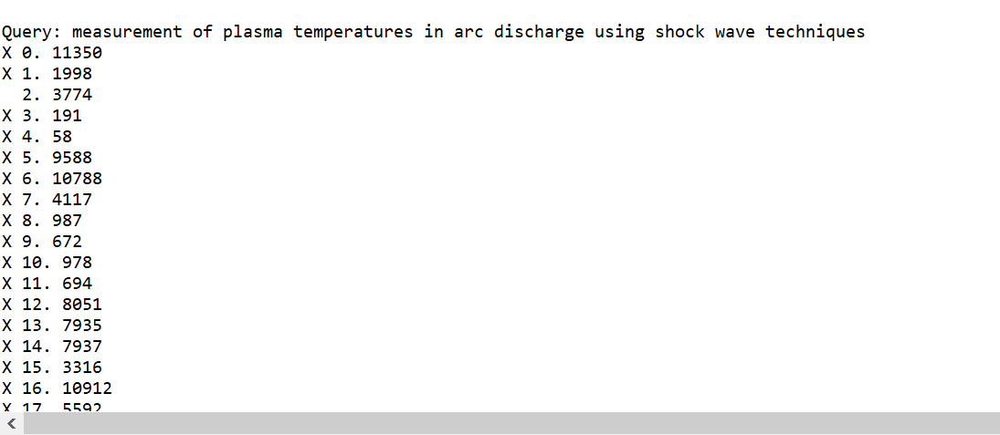 Query: measurement of plasma temperatures in arc discharge using shock wave techniques
X 0. 11350
X 1. 1998
2. 3774
X 3. 191
X 4. 58
X 5. 9588
X 6. 10788
X 7. 4117
X 8. 987
X 9. 672
X 10. 978
X 11. 694
X 12. 8051
X 13. 7935
X 14. 7937
X 15. 3316
X 16. 10912
X 17. 5592